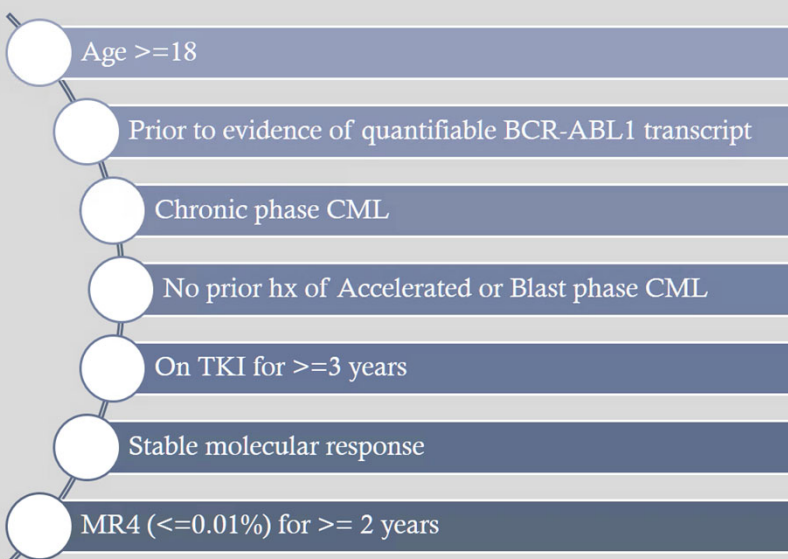 Age >=18
Prior to evidence of quantifiable BCR-ABL1 transcript
Chronic phase CML
No prior hx of Accelerated or Blast phase CML
On TKI for >=3 years
Stable molecular response
MR4 (<=0.01%) for >= 2 years